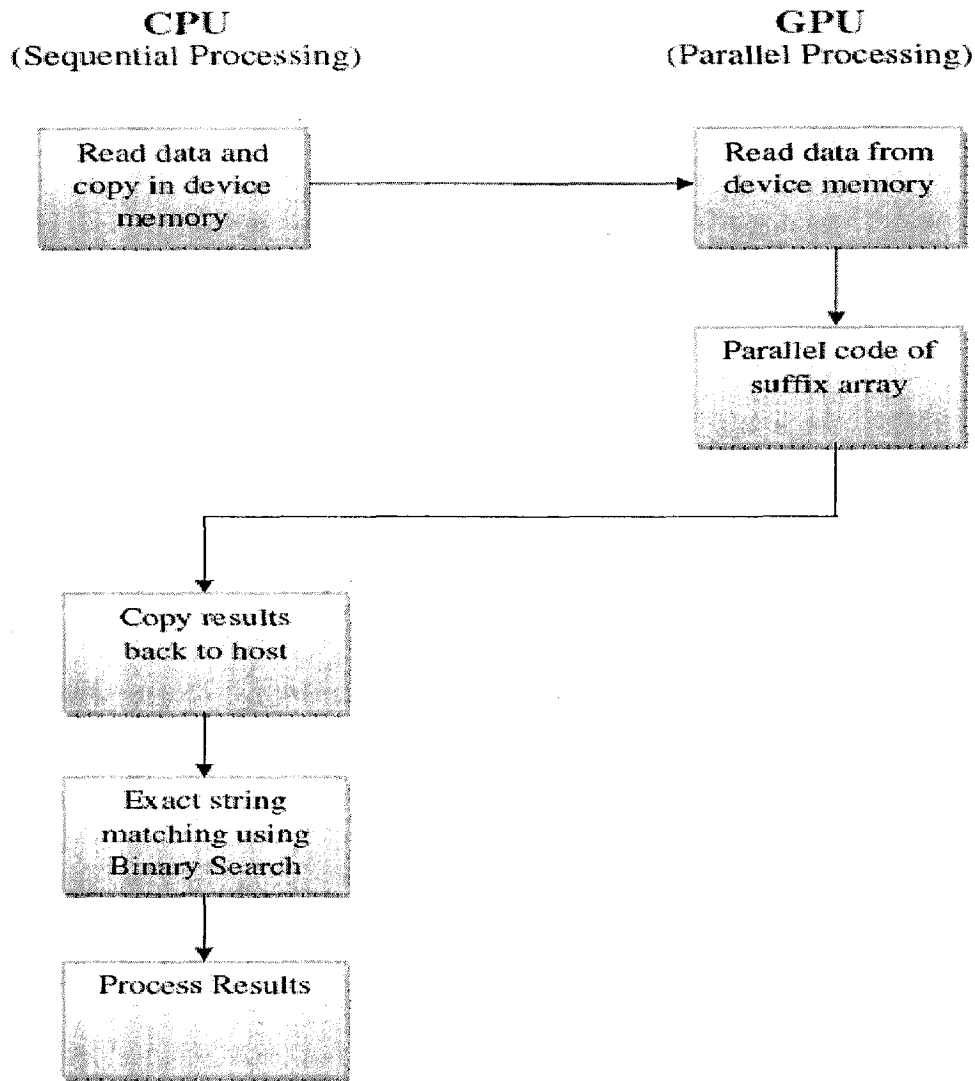 CPU
(Sequential Processing)
GPU
(Parallel Processing)
Read data and
copy in device
memory
Read data from
device memory
Parallel code of
suffix array
Copy results
back to host
Exact string
matching using
Binary Search
Process Results